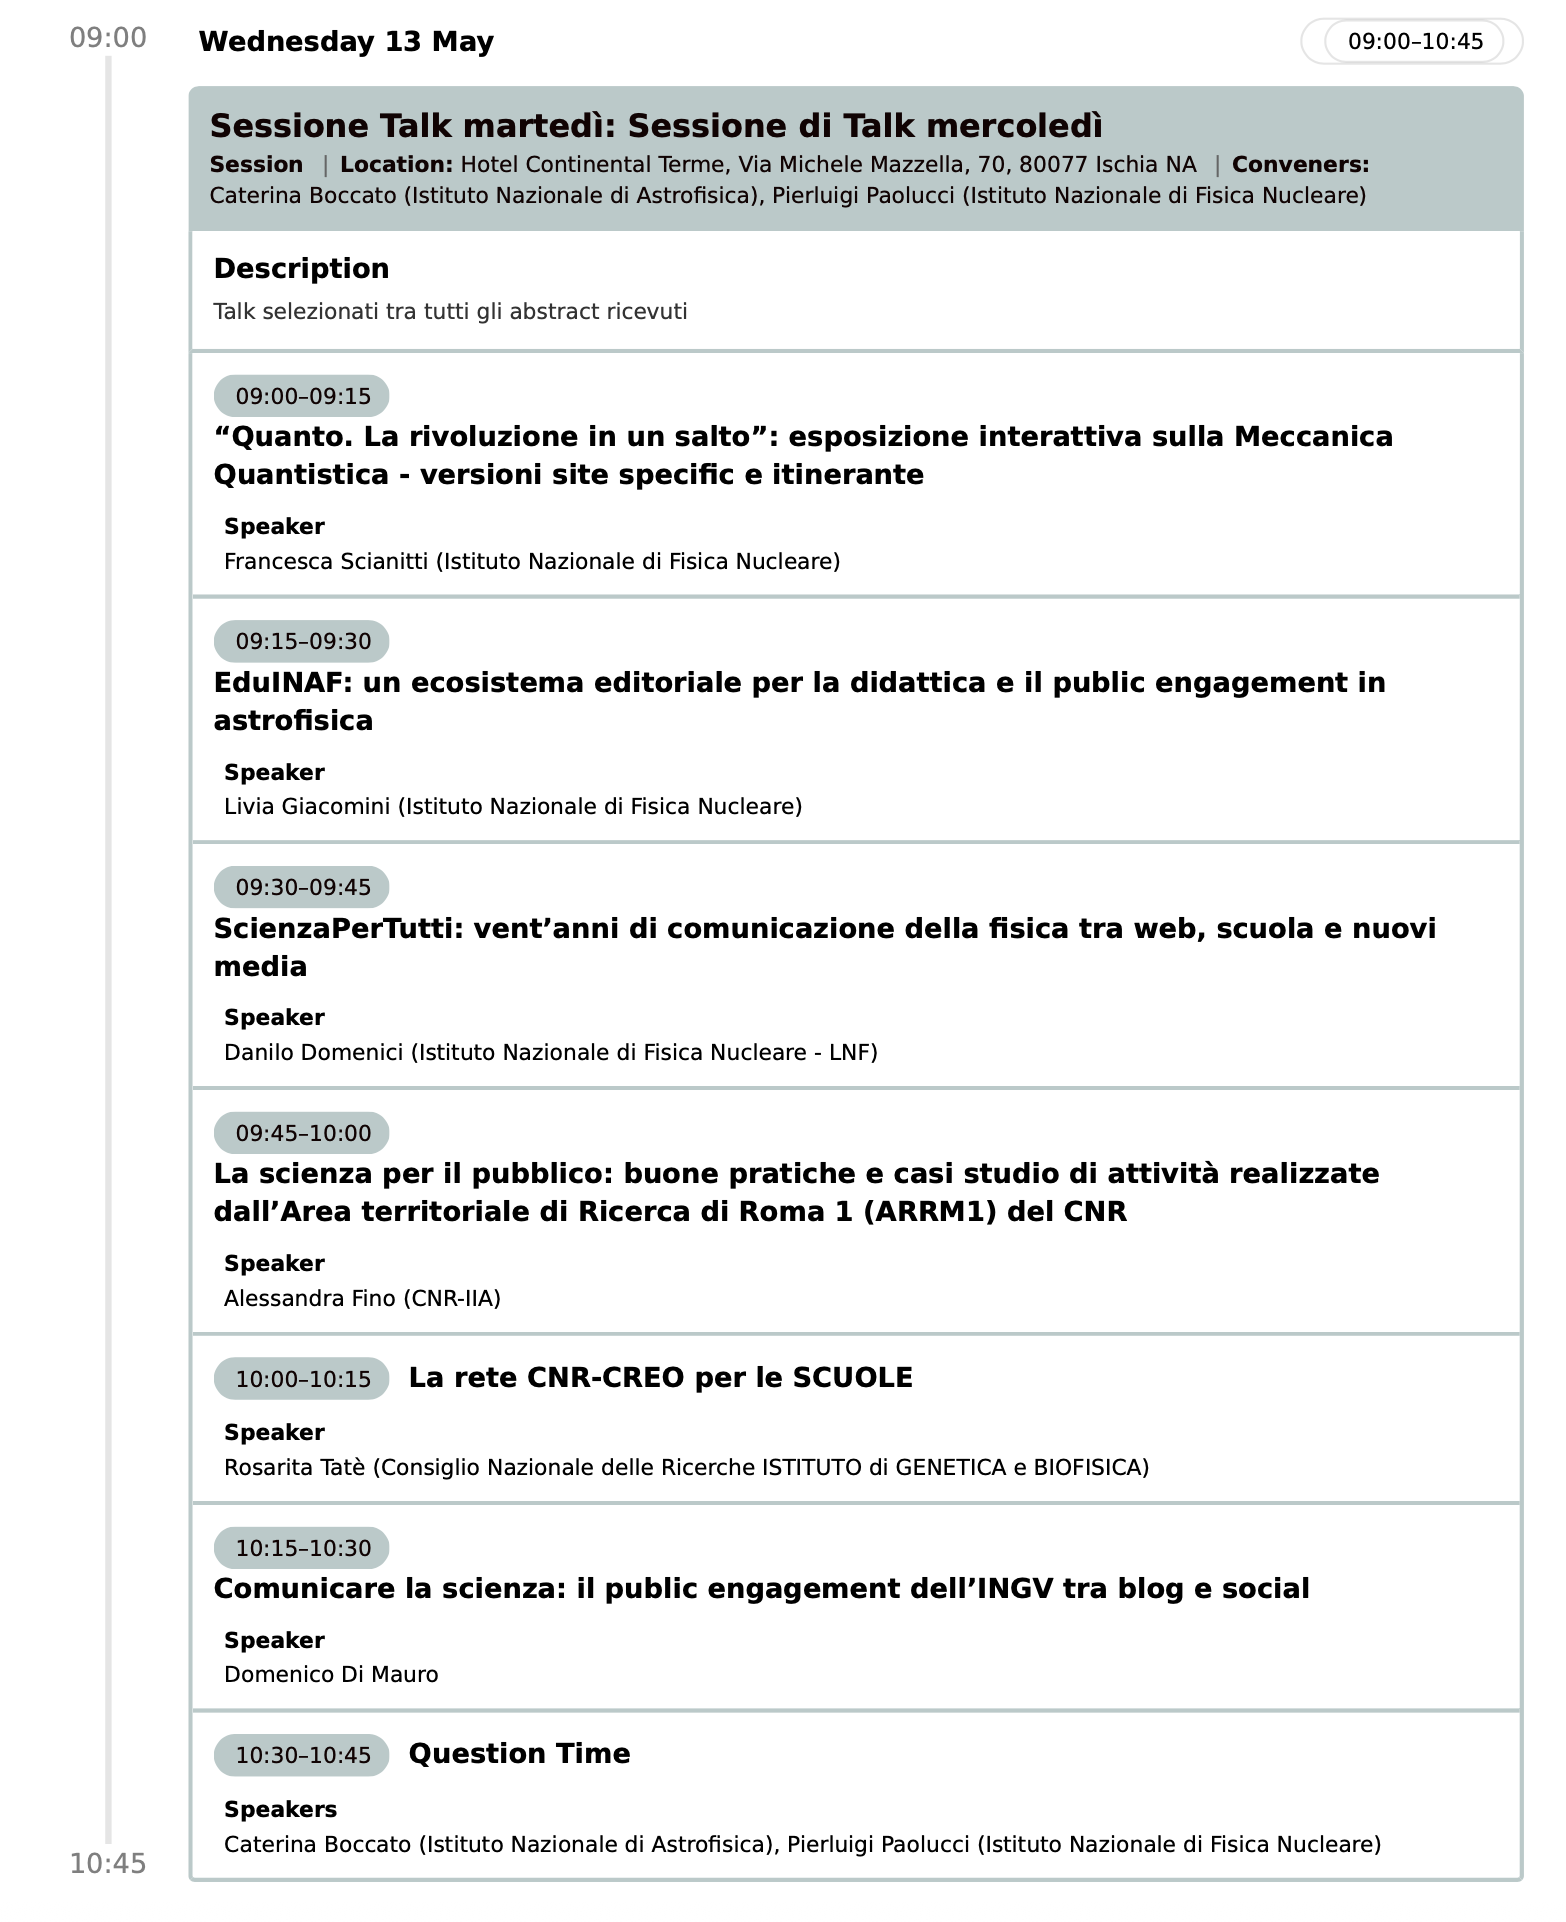 09:00
Wednesday 13 May
09:00–10:45
Sessione Talk martedì: Sessione di Talk mercoledì
Session | Location: Hotel Continental Terme, Via Michele Mazzella, 70, 80077 Ischia NA | Conveners:
Caterina Boccato (Istituto Nazionale di Astrofisica), Pierluigi Paolucci (Istituto Nazionale di Fisica Nucleare)
Description
Talk selezionati tra tutti gli abstract ricevuti
09:00–09:15
“Quanto. La rivoluzione in un salto”: esposizione interattiva sulla Meccanica
Quantistica - versioni site specific e itinerante
Speaker
Francesca Scianitti (Istituto Nazionale di Fisica Nucleare)
09:15–09:30
EduINAF: un ecosistema editoriale per la didattica e il public engagement in
astrofisica
Speaker
Livia Giacomini (Istituto Nazionale di Fisica Nucleare)
09:30–09:45
ScienzaPerTutti: vent’anni di comunicazione della fisica tra web, scuola e nuovi
media
Speaker
Danilo Domenici (Istituto Nazionale di Fisica Nucleare - LNF)
09:45–10:00
La scienza per il pubblico: buone pratiche e casi studio di attività realizzate
dall’Area territoriale di Ricerca di Roma 1 (ARRM1) del CNR
Speaker
Alessandra Fino (CNR-IIA)
10:00–10:15 La rete CNR-CREO per le SCUOLE
Speaker
Rosarita Tatè (Consiglio Nazionale delle Ricerche ISTITUTO di GENETICA e BIOFISICA)
10:15–10:30
Comunicare la scienza: il public engagement dell’INGV tra blog e social
Speaker
Domenico Di Mauro
10:30–10:45 Question Time
Speakers
Caterina Boccato (Istituto Nazionale di Astrofisica), Pierluigi Paolucci (Istituto Nazionale di Fisica Nucleare)
10:45